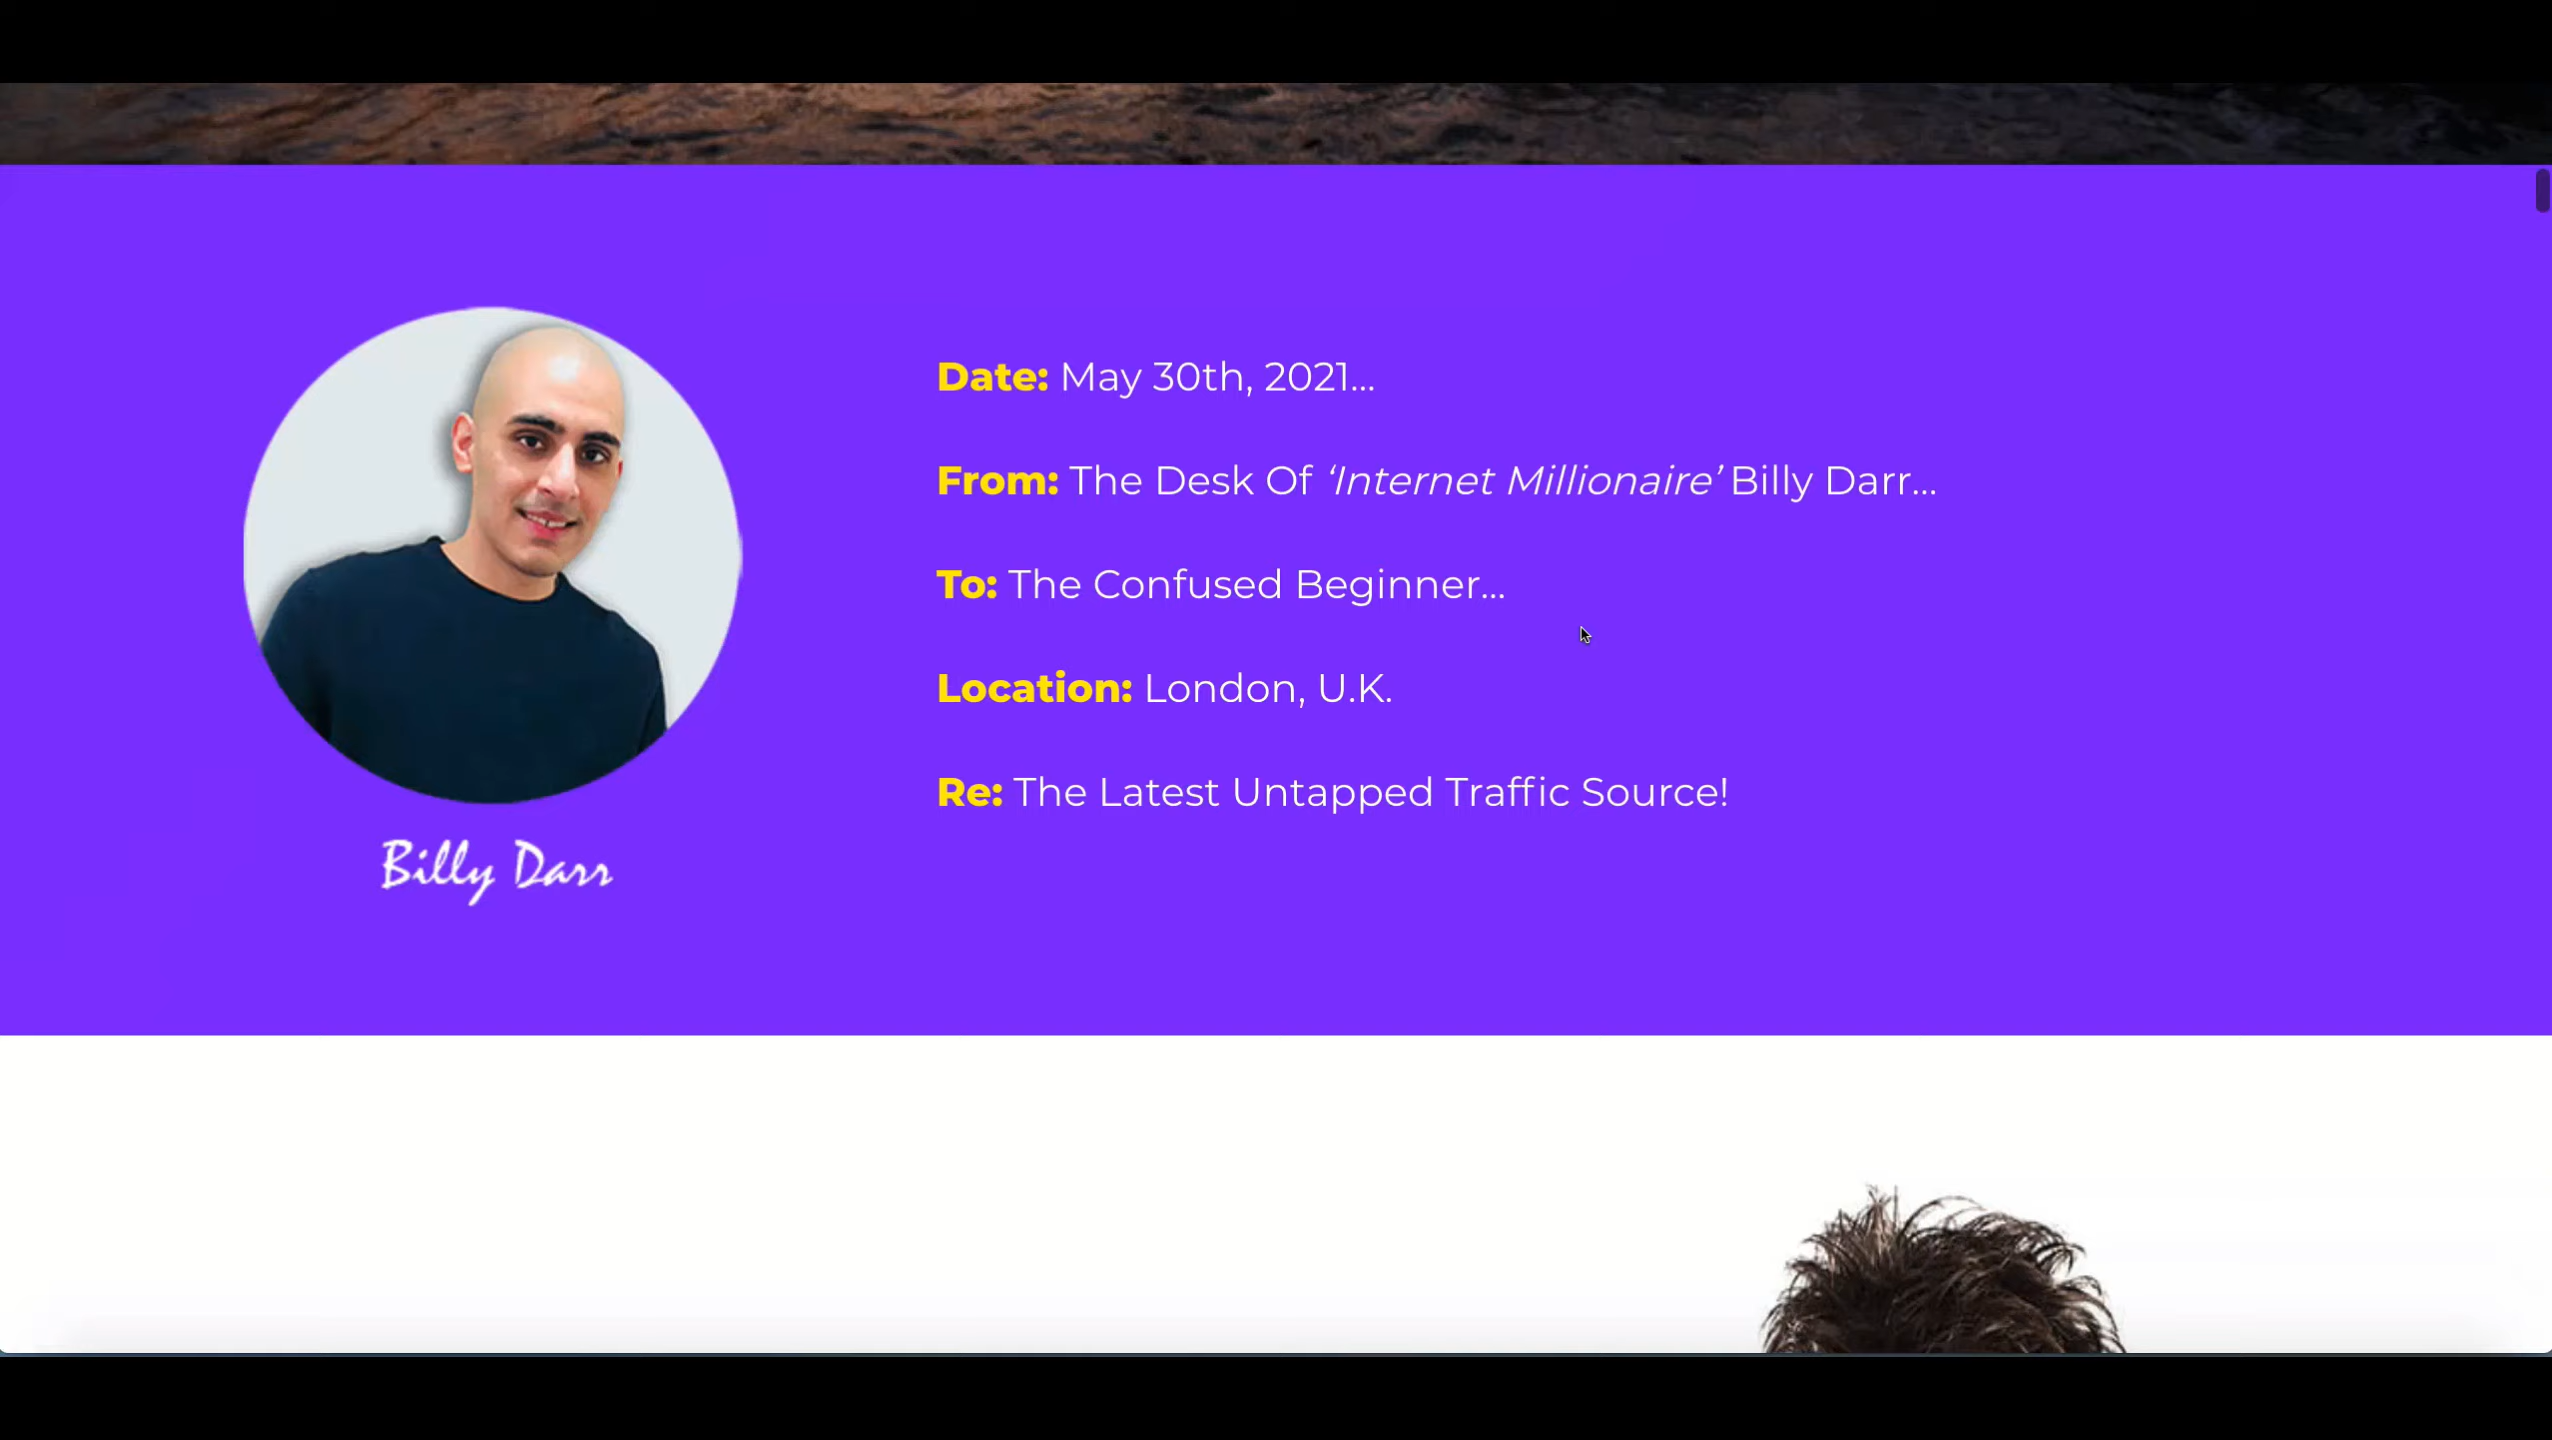 Date: May 30th, 2021...
From: The Desk Of ‘Internet Millionaire’ Billy Darr...
To: The Confused Beginner...
Location: London, U.K.
Re: The Latest Untapped Traffic Source!
Billy Darr